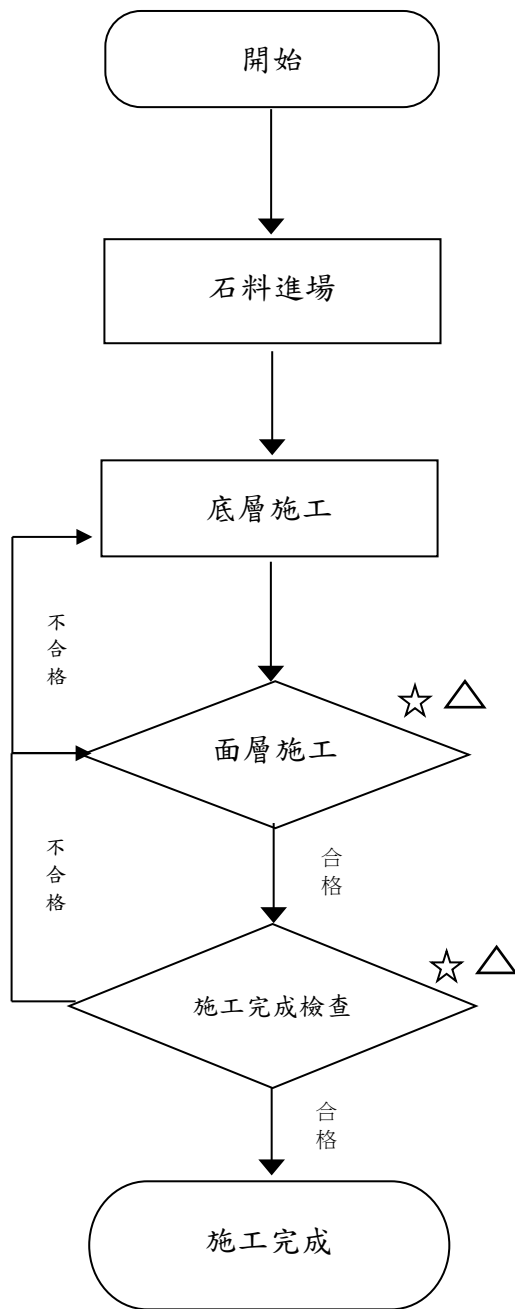 開始
石料進場
底層施工
不合格
面層施工
不合格
合格
施工完成檢查
合格
施工完成